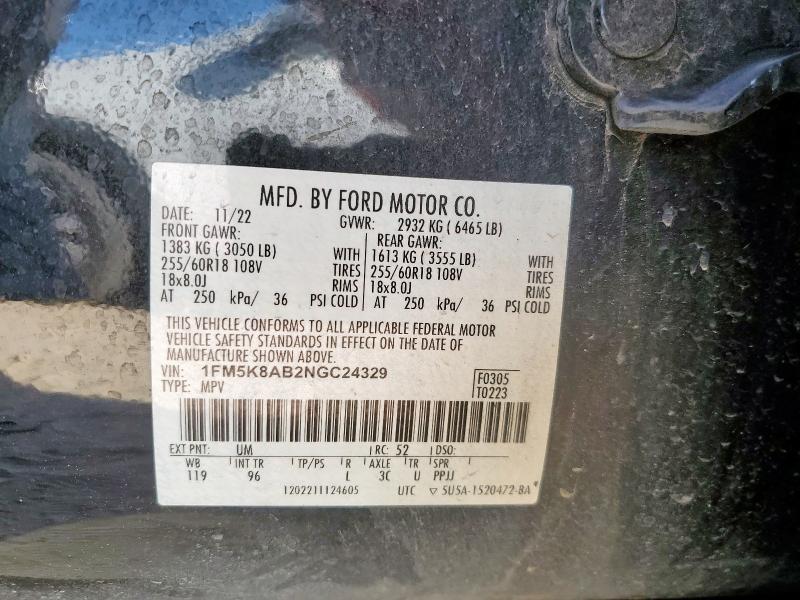 MFD. BY FORD MOTOR CO.
DATE: 11/22 GVWR: 2932 KG ( 6465 LB)
FRONT GAWR: REAR GAWR:
1383 KG ( 3050 LB) WITH 1613 KG ( 3555 LB) WITH
255/60R18 108V TIRES 255/60R18 108V TIRES
18x8.0J RIMS 18x8.0J RIMS
AT 250 kPa/ 36 PSI COLD AT 250 kPa/ 36 PSI COLD
THIS VEHICLE CONFORMS TO ALL APPLICABLE FEDERAL MOTOR
VEHICLE SAFETY STANDARDS IN EFFECT ON THE DATE OF
MANUFACTURE SHOWN ABOVE.
VIN: 1FM5K8AB2NGC24329
TYPE: MPV
F0305
T0223
EXT PNT: UM RC: 52 DSO:
WB INT TR TP/PS R AXLE TR SPR
119 96 L 3C U PPJJ
1202211124605 UTC ▽ 5U5A-1520472-BA